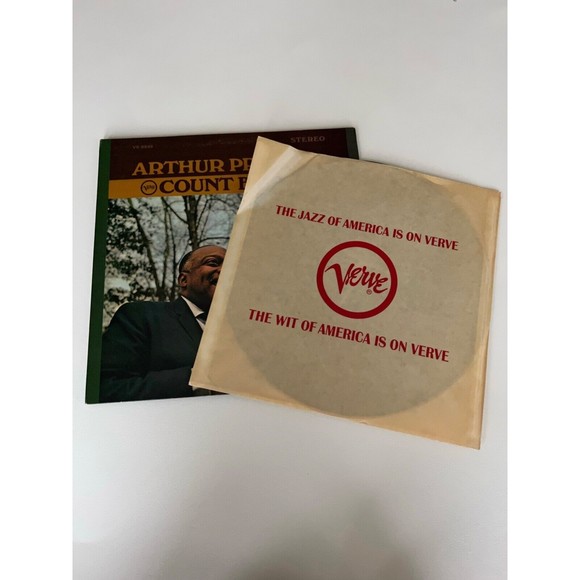 STEREO
ARTHUR PR
Verve COUNT B
THE JAZZ OF AMERICA IS ON VERVE
Verve ®
THE WIT OF AMERICA IS ON VERVE